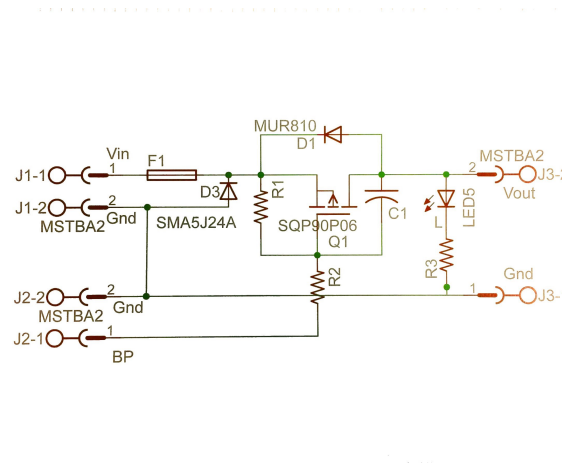 MUR810
D1
Vin
F1
MSTBA2
J1-1
1
2
J3-2
D3
R1
Vout
J1-2
2
Gnd
MSTBA2
SMA5J24A
SQP90P06
Q1
C1
L
LED5
R3
R2
Gnd
J2-2
2
MSTBA2
Gnd
1
J3-
J2-1
1
BP